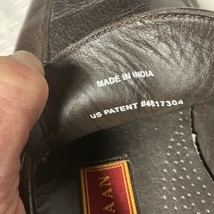 MADE IN INDIA
US PATENT #4817304
AAN